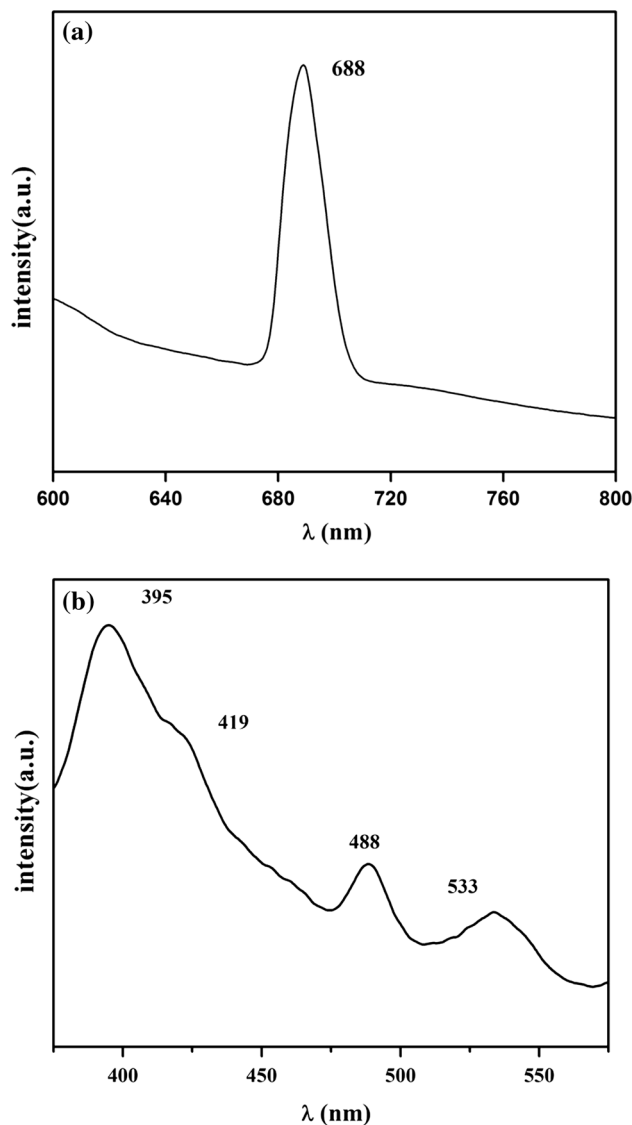 (a)
688
intensity(a.u.)
600 640 680 720 760 800
λ (nm)
(b)
395
419
488
533
intensity(a.u.)
400 450 500 550
λ (nm)